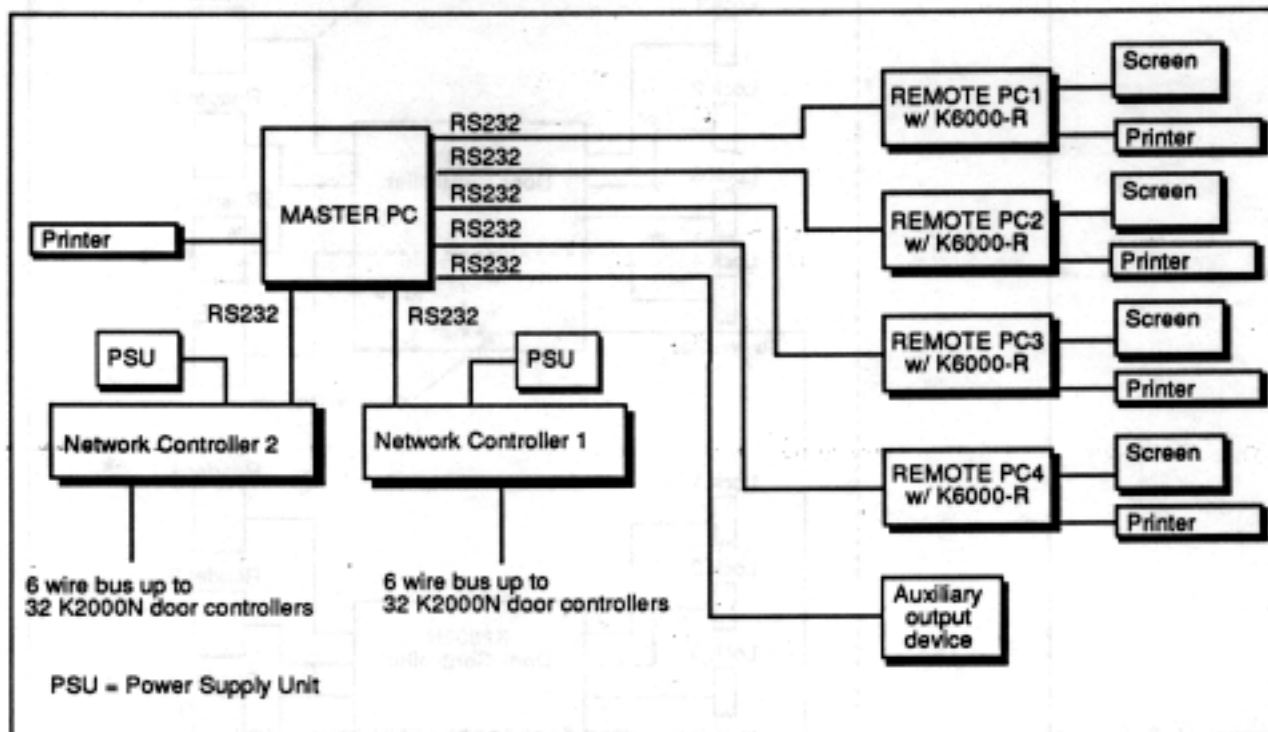 Screen
REMOTE PC1
w/ K6000-R
Printer
RS232
RS232
RS232
RS232
RS232
MASTER PC
Printer
Screen
REMOTE PC2
w/ K6000-R
Printer
RS232
RS232
Screen
REMOTE PC3
w/ K6000-R
Printer
PSU
PSU
Network Controller 2
Network Controller 1
Screen
REMOTE PC4
w/ K6000-R
Printer
6 wire bus up to
32 K2000N door controllers
6 wire bus up to
32 K2000N door controllers
Auxiliary
output
device
PSU = Power Supply Unit